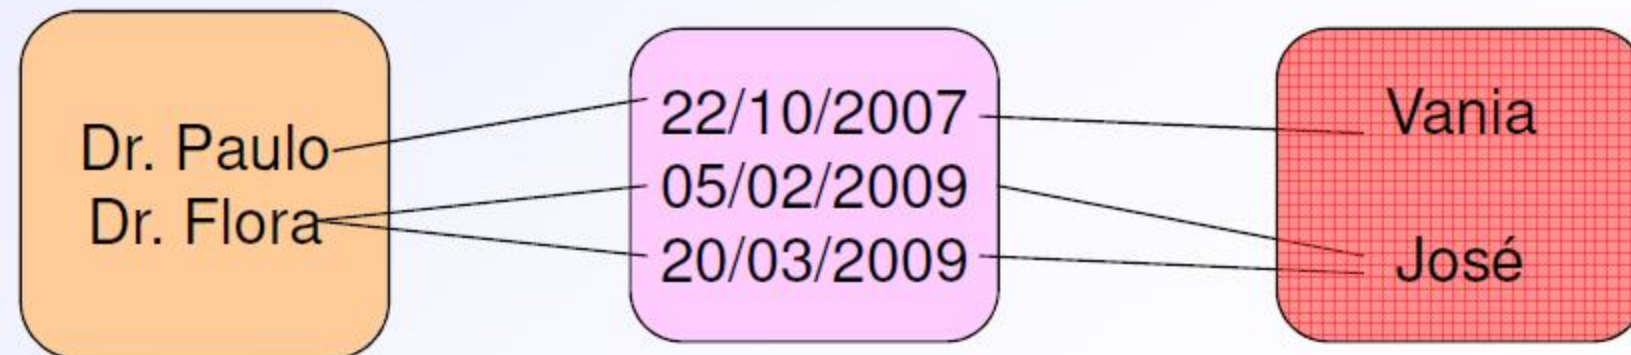 Dr. Paulo
Dr. Flora
22/10/2007
05/02/2009
20/03/2009
Vania
José